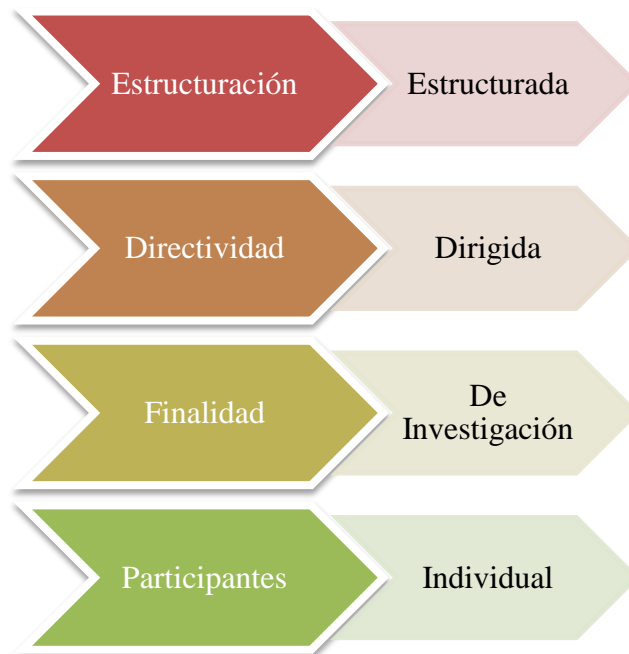 Estructuración
Estructurada
Directividad
Dirigida
Finalidad
De
Investigación
Participantes
Individual